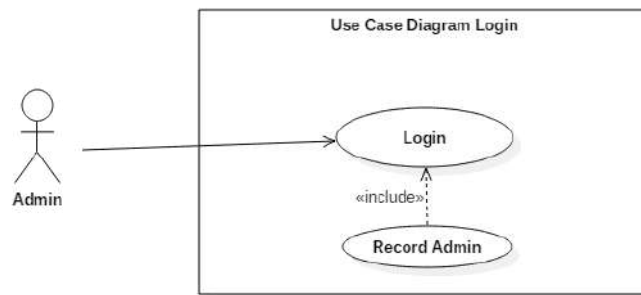 Use Case Diagram Login
Login
Admin
«include»
Record Admin